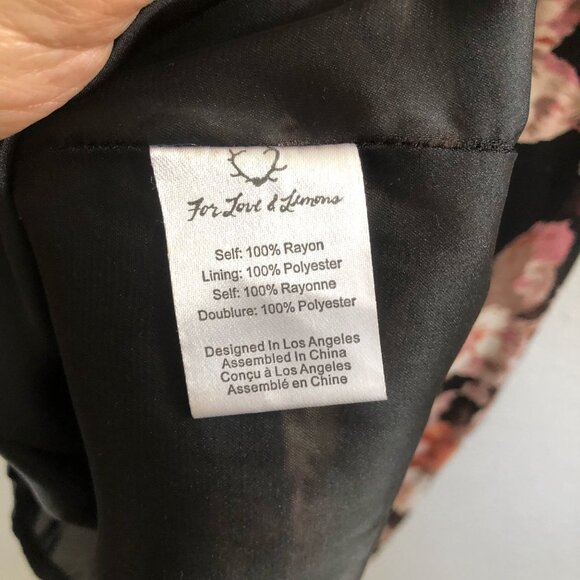 For Love & Lemons
Self: 100% Rayon
Lining: 100% Polyester
Self: 100% Rayonne
Doublure: 100% Polyester
Designed In Los Angeles
Assembled In China
Conçu à Los Angeles
Assemblé en Chine